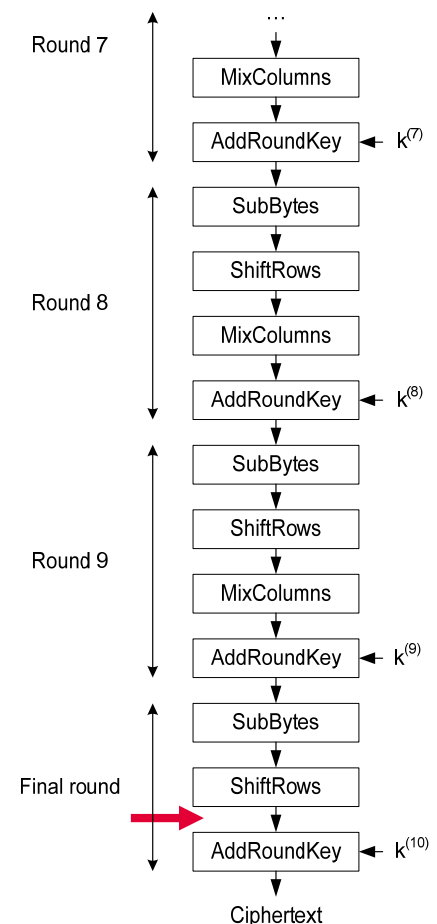 ...
Round 7
MixColumns
AddRoundKey
k(7)
SubBytes
ShiftRows
Round 8
MixColumns
AddRoundKey
k(8)
SubBytes
ShiftRows
Round 9
MixColumns
AddRoundKey
k(9)
SubBytes
Final round
ShiftRows
AddRoundKey
k(10)
Ciphertext